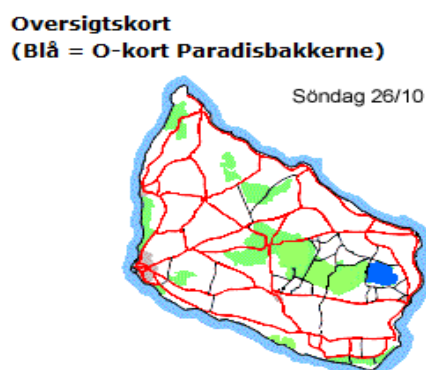 Oversigtskort
(Blå = O-kort Paradisbakkerne)
Söndag 26/10